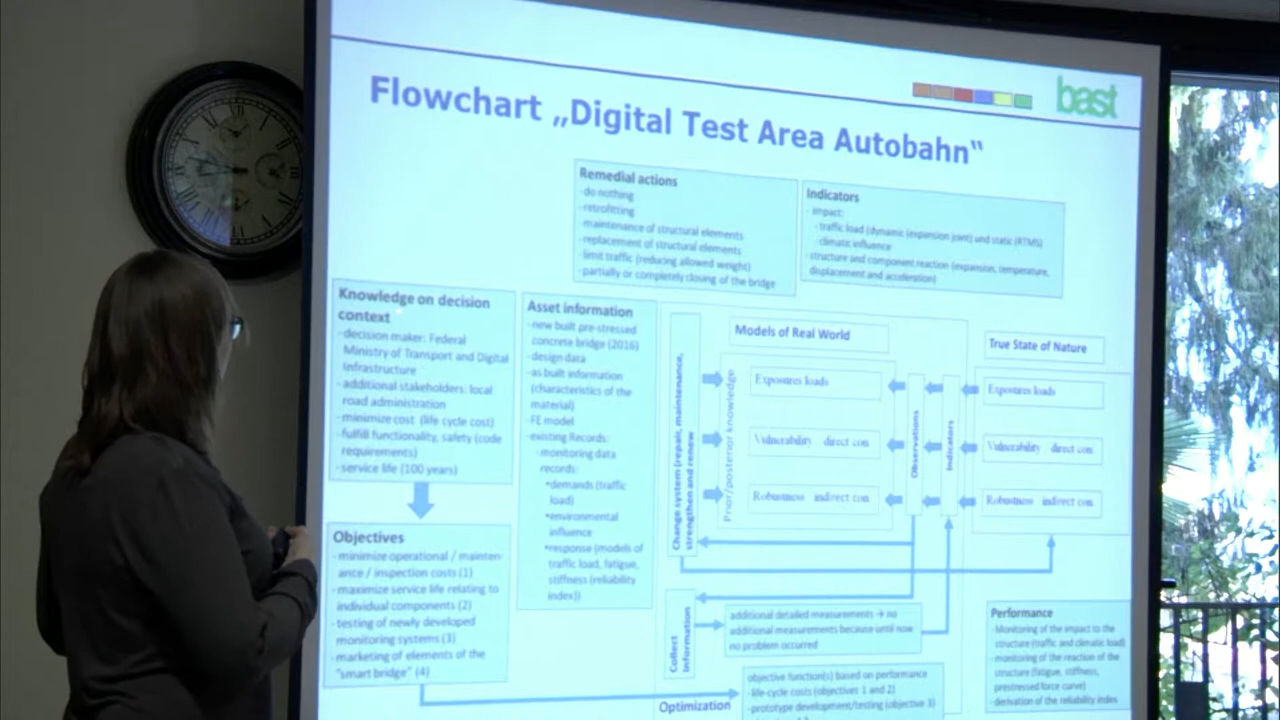 bast
Flowchart „Digital Test Area Autobahn“
Remedial actions
- do nothing
- retrofitting
- maintenance of structural elements
- replacement of structural elements
- limit traffic (reducing allowed weight)
- partially or completely closing of the bridge
Indicators
- impact:
- traffic load (dynamic (expansion joint) und static (RTMS)
- climatic influence
- structure and component reaction (expansion, temperature,
displacement and acceleration)
Knowledge on decision
context
- decision maker: Federal
Ministry of Transport and Digital
Infrastructure
- additional stakeholders: local
road administration
- minimize cost (life cycle cost)
- fulfill functionality, safety (code
requirements)
- service life (100 years)
Objectives
- minimize operational / mainten-
ance / inspection costs (1)
- maximize service life relating to
individual components (2)
- testing of newly developed
monitoring systems (3)
- marketing of elements of the
"smart bridge" (4)
Asset information
- new built pre-stressed
concrete bridge (2016)
- design data
- as built information
(characteristics of the
material)
- FE model
- existing Records:
- monitoring data
records:
•demands (traffic
load)
•environmental
influence
•response (models of
traffic load, fatigue,
stiffness (reliability
index))
Change system (repair, maintenance,
strengthen and renew
Prior/posterior knowledge
Models of Real World
Exposures loads
Vulnerability direct con
Robustness indirect con
Observations
Indicators
True State of Nature
Exposures loads
Vulnerability direct con
Robustness indirect con
Collect
Information
additional detailed measurements → no
additional measurements because until now
no problem occurred
Optimization
objective function(s) based on performance
- life-cycle costs (objectives 1 and 2)
- prototype development/testing (objective 3)
Performance
- Monitoring of the impact to the
structure (traffic and climatic load)
- monitoring of the reaction of the
structure (fatigue, stiffness,
prestressed force curve)
- derivation of the reliability index